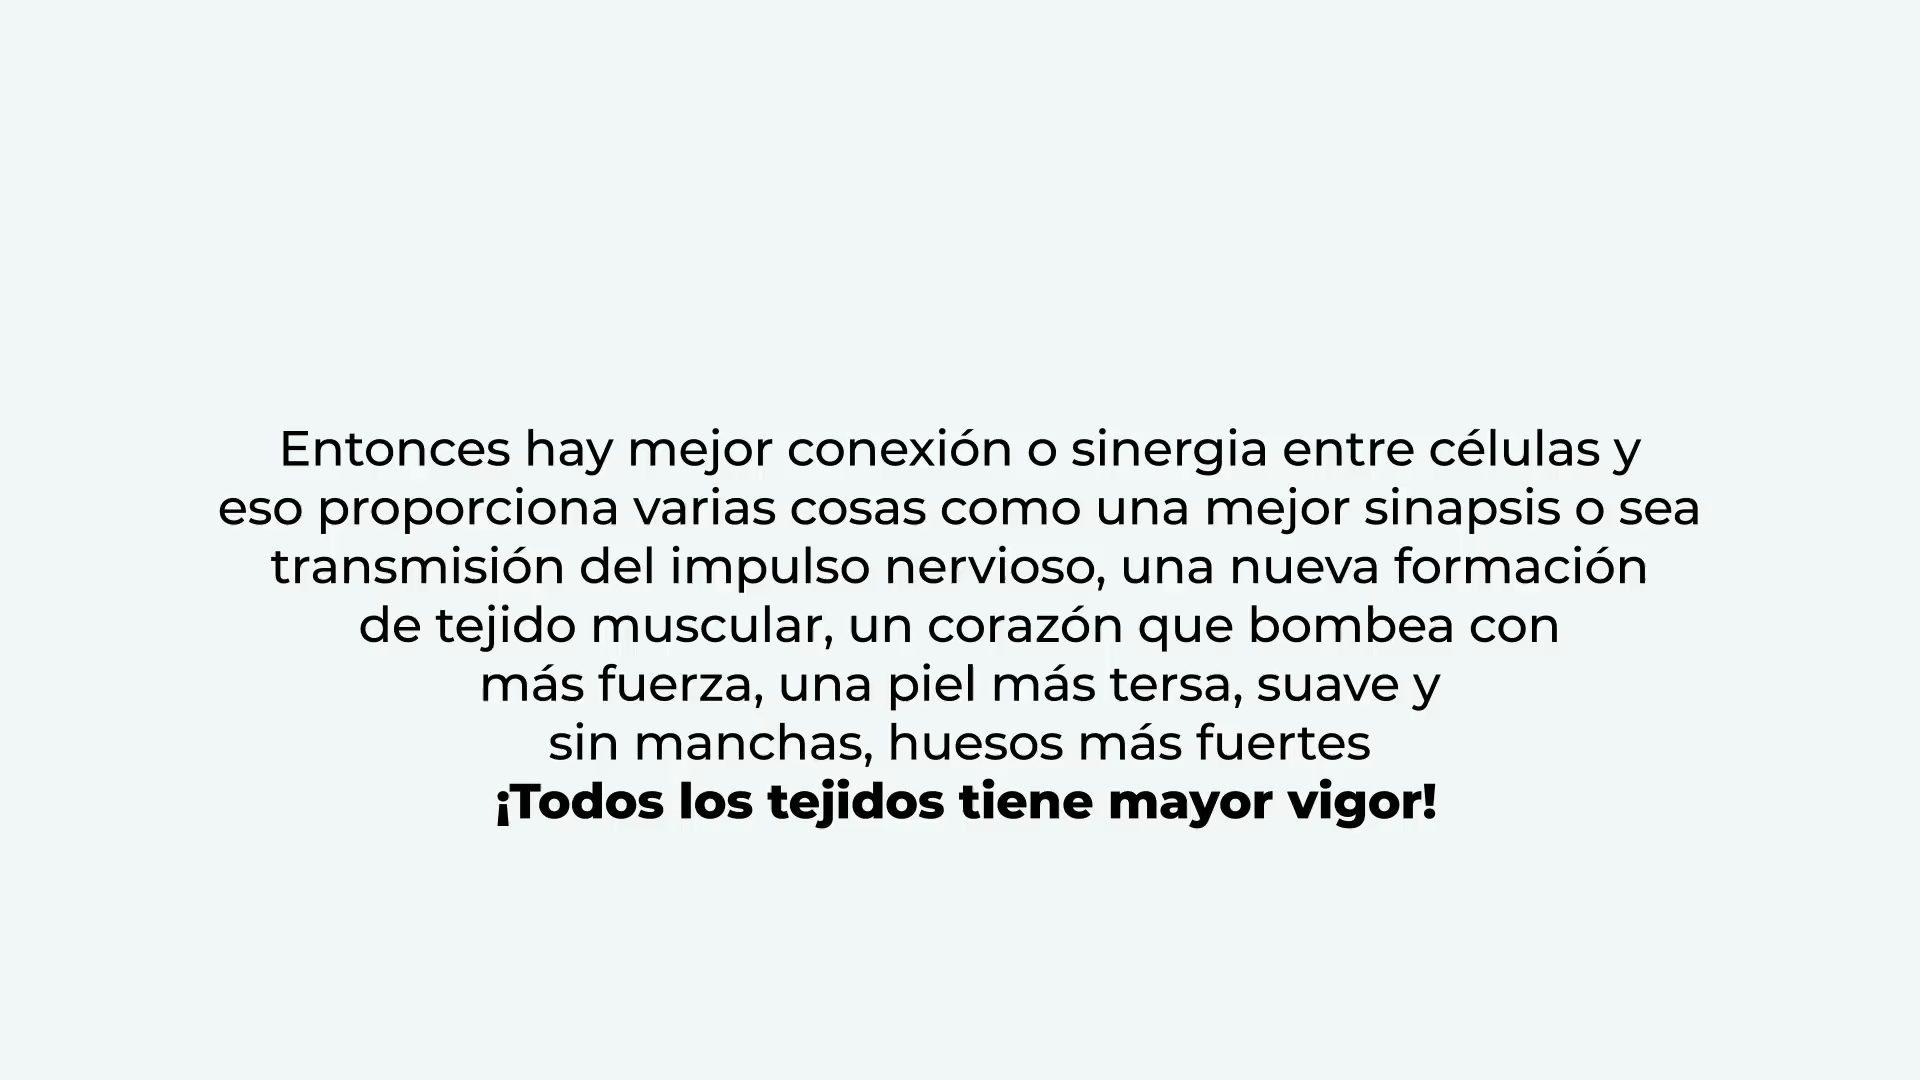 Entonces hay mejor conexión o sinergia entre células y
eso proporciona varias cosas como una mejor sinapsis o sea
transmisión del impulso nervioso, una nueva formación
de tejido muscular, un corazón que bombea con
más fuerza, una piel más tersa, suave y
sin manchas, huesos más fuertes
¡Todos los tejidos tiene mayor vigor!